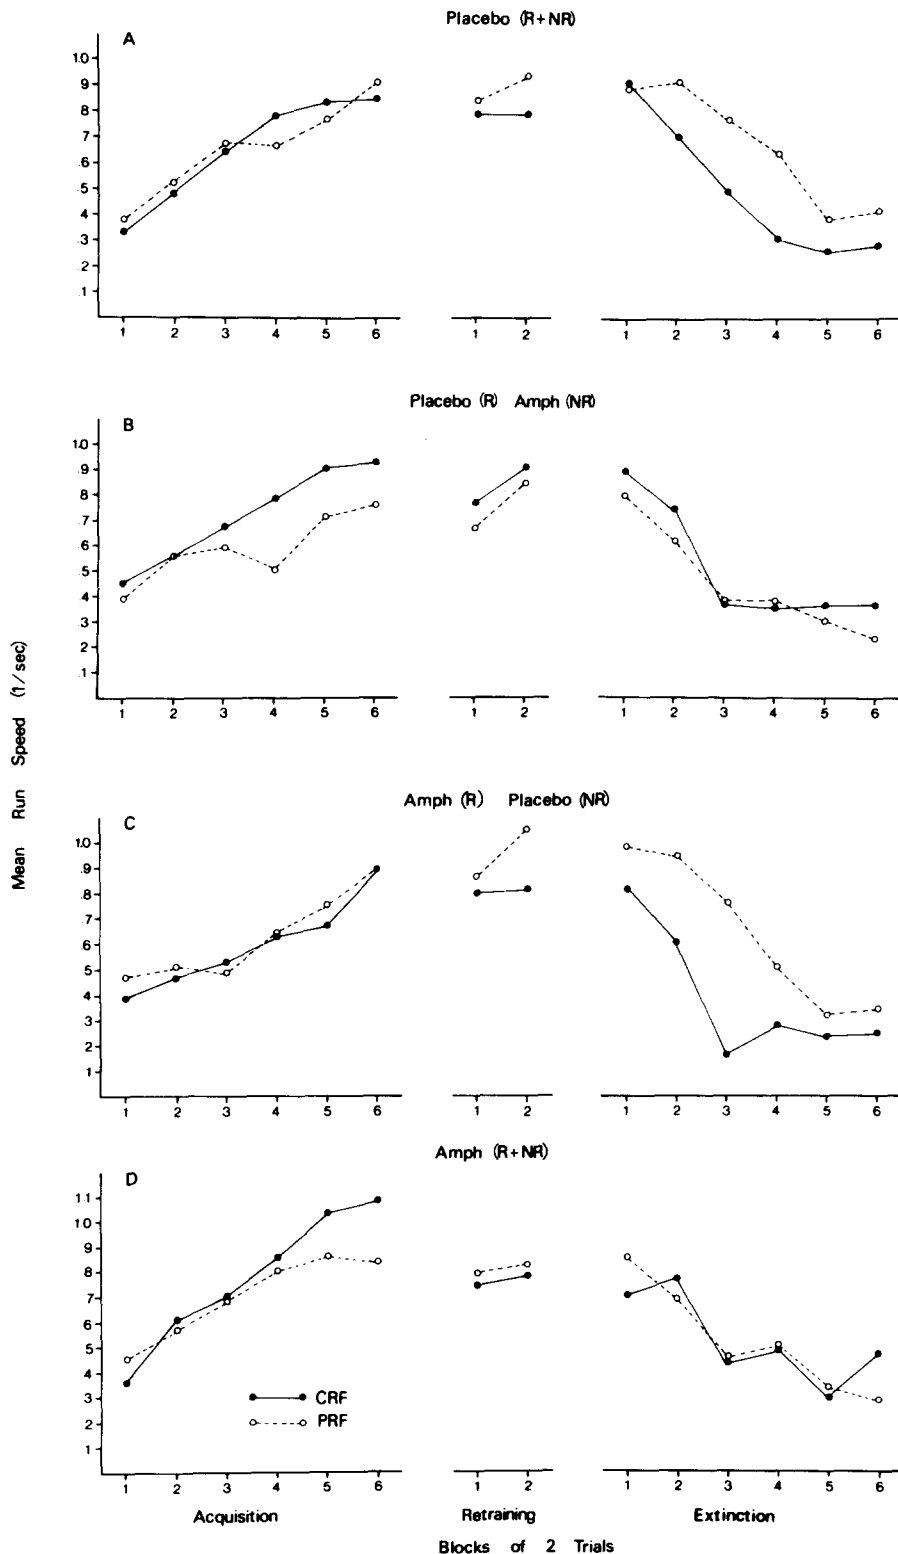 Placebo (R+NR)
A
1.0
.9
.8
.7
.6
.5
.4
.3
.2
.1
1 2 3 4 5 6 1 2 1 2 3 4 5 6
Placebo (R) Amph (NR)
B
1.0
.9
.8
.7
.6
.5
.4
.3
.2
.1
1 2 3 4 5 6 1 2 1 2 3 4 5 6
Mean Run Speed (1/sec)
Amph (R) Placebo (NR)
C
1.0
.9
.8
.7
.6
.5
.4
.3
.2
.1
1 2 3 4 5 6 1 2 1 2 3 4 5 6
Amph (R+NR)
D
1.1
1.0
.9
.8
.7
.6
.5
.4
.3
.2
.1
CRF
PRF
1 2 3 4 5 6 1 2 1 2 3 4 5 6
Acquisition Retraining Extinction
Blocks of 2 Trials